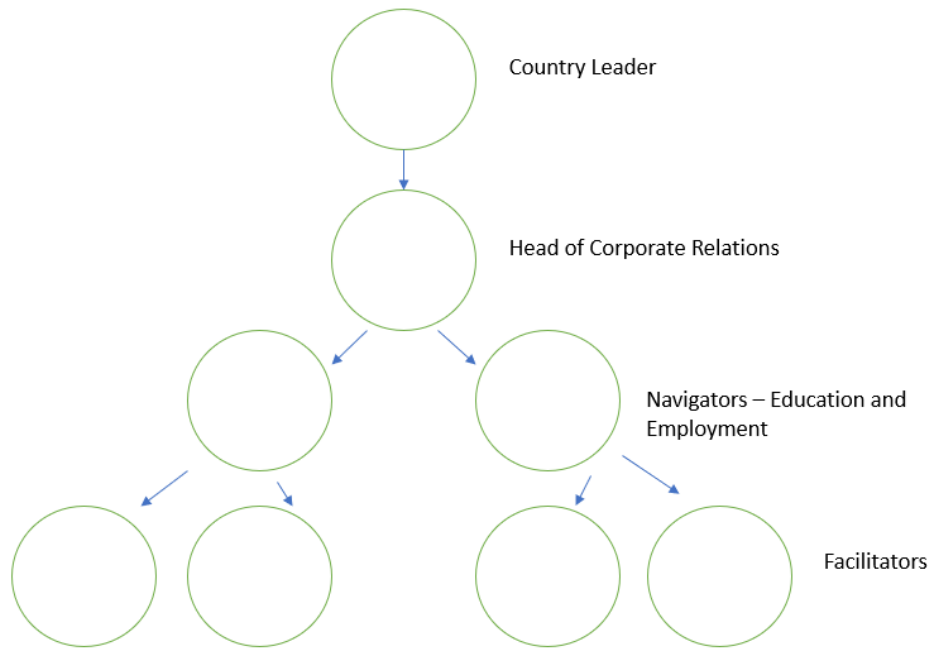 Country Leader
Head of Corporate Relations
Navigators – Education and
Employment
Facilitators